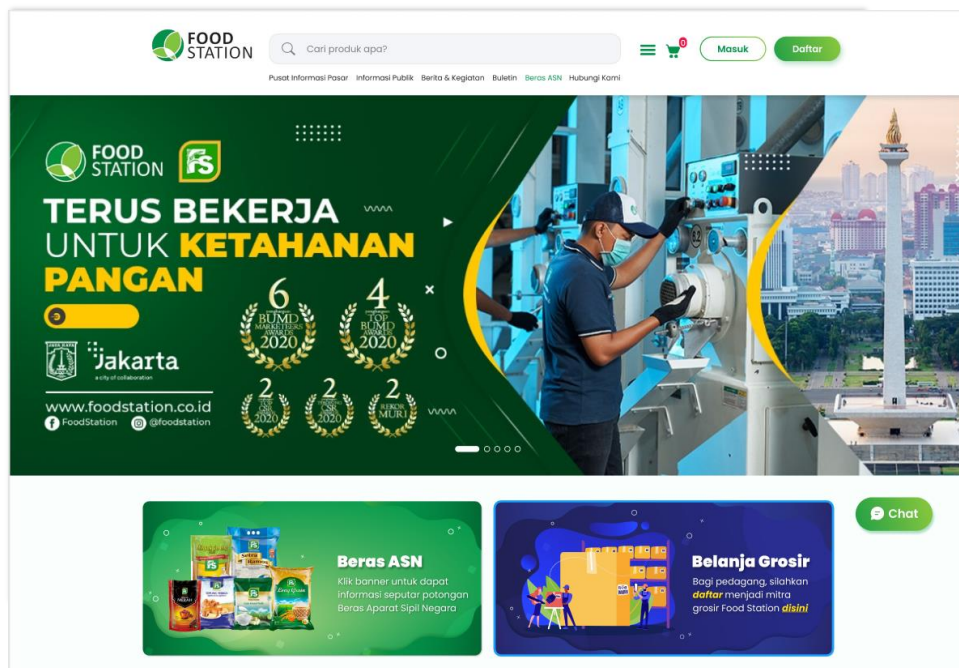 FOOD
STATION
Cari produk apa?
0
Masuk
Daftar
Pusat Informasi Pasar Informasi Publik Berita & Kegiatan Buletin Beras ASN Hubungi Kami
FOOD
STATION
FS
TERUS BEKERJA
UNTUK KETAHANAN
PANGAN
6
BUMD
MARKETEERS
AWARDS
2020
4
TOP
BUMD
AWARDS
2020
JAYA RAYA
Jakarta
a city of collaboration
2
TOP
CSR
2020
2
CSR
2020
2
REKOR
MURI
www.foodstation.co.id
FoodStation @foodstation
Beras ASN
Klik banner untuk dapat
informasi seputar potongan
Beras Aparat Sipil Negara
Belanja Grosir
Bagi pedagang, silahkan
daftar menjadi mitra
grosir Food Station disini
Chat